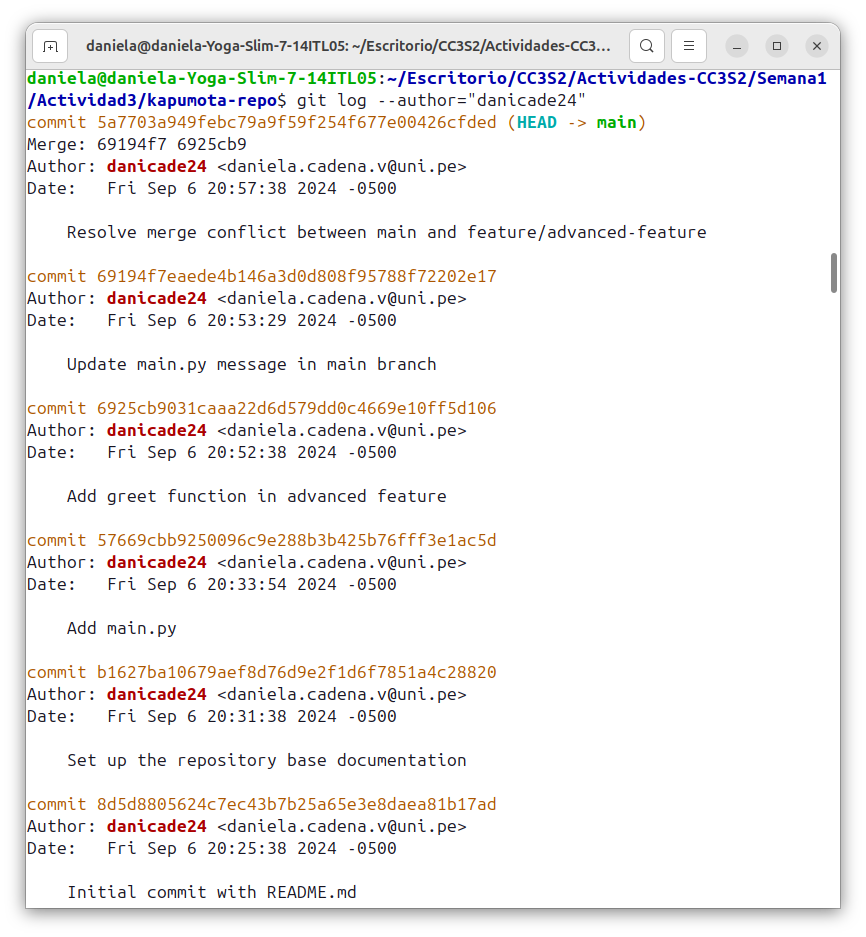 daniela@daniela-Yoga-Slim-7-14ITL05: ~/Escritorio/CC3S2/Actividades-CC3...
daniela@daniela-Yoga-Slim-7-14ITL05:~/Escritorio/CC3S2/Actividades-CC3S2/Semana1
/Actividad3/kapumota-repo$ git log --author="danicade24"
commit 5a7703a949febc79a9f59f254f677e00426cfded (HEAD -> main)
Merge: 69194f7 6925cb9
Author: danicade24 <daniela.cadena.v@uni.pe>
Date:   Fri Sep 6 20:57:38 2024 -0500
    Resolve merge conflict between main and feature/advanced-feature
commit 69194f7eaede4b146a3d0d808f95788f72202e17
Author: danicade24 <daniela.cadena.v@uni.pe>
Date:   Fri Sep 6 20:53:29 2024 -0500
    Update main.py message in main branch
commit 6925cb9031caaa22d6d579dd0c4669e10ff5d106
Author: danicade24 <daniela.cadena.v@uni.pe>
Date:   Fri Sep 6 20:52:38 2024 -0500
    Add greet function in advanced feature
commit 57669cbb9250096c9e288b3b425b76fff3e1ac5d
Author: danicade24 <daniela.cadena.v@uni.pe>
Date:   Fri Sep 6 20:33:54 2024 -0500
    Add main.py
commit b1627ba10679aef8d76d9e2f1d6f7851a4c28820
Author: danicade24 <daniela.cadena.v@uni.pe>
Date:   Fri Sep 6 20:31:38 2024 -0500
    Set up the repository base documentation
commit 8d5d8805624c7ec43b7b25a65e3e8daea81b17ad
Author: danicade24 <daniela.cadena.v@uni.pe>
Date:   Fri Sep 6 20:25:38 2024 -0500
    Initial commit with README.md